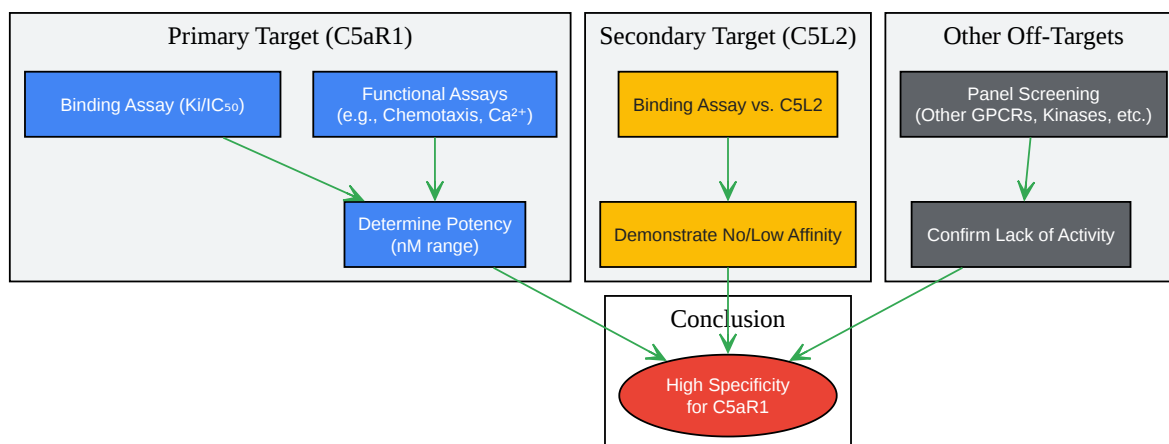 Primary Target (C5aR1)
Binding Assay (Ki/IC₅₀)
Functional Assays
(e.g., Chemotaxis, Ca²⁺)
Determine Potency
(nM range)
Secondary Target (C5L2)
Binding Assay vs. C5L2
Demonstrate No/Low Affinity
Other Off-Targets
Panel Screening
(Other GPCRs, Kinases, etc.)
Confirm Lack of Activity
Conclusion
High Specificity
for C5aR1